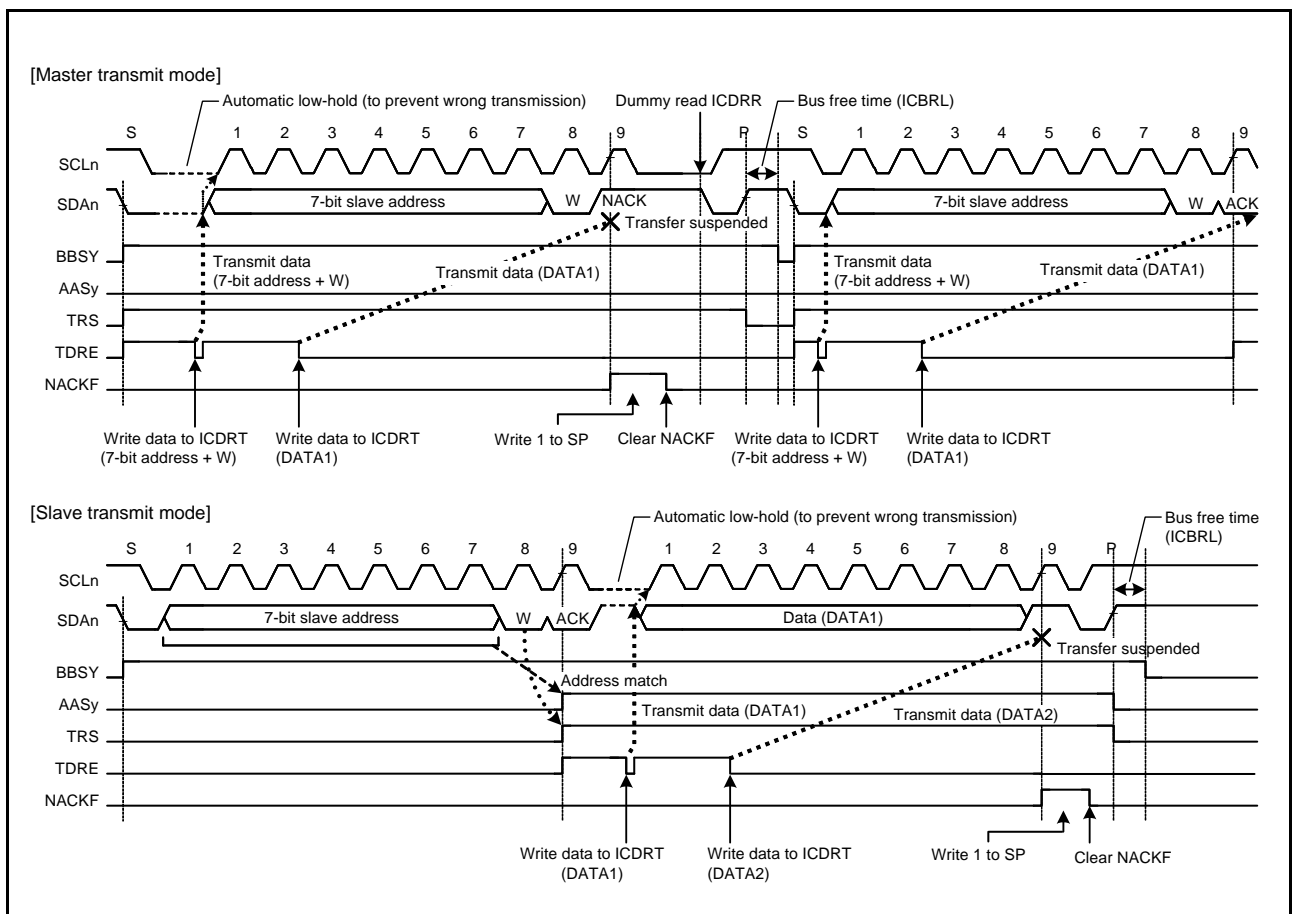 [Master transmit mode]
Automatic low-hold (to prevent wrong transmission)
Dummy read ICDRR
Bus free time (ICBRL)
S 1 2 3 4 5 6 7 8 9 P S 1 2 3 4 5 6 7 8 9
SCLn
SDAn
7-bit slave address
W
NACK
7-bit slave address
W
ACK
Transfer suspended
BBSY
Transmit data
(7-bit address + W)
Transmit data (DATA1)
Transmit data
(7-bit address + W)
Transmit data (DATA1)
AASy
TRS
TDRE
NACKF
Write data to ICDRT
(7-bit address + W)
Write data to ICDRT
(DATA1)
Write 1 to SP
Clear NACKF
Write data to ICDRT
(7-bit address + W)
Write data to ICDRT
(DATA1)
[Slave transmit mode]
Automatic low-hold (to prevent wrong transmission)
Bus free time
(ICBRL)
S 1 2 3 4 5 6 7 8 9 1 2 3 4 5 6 7 8 9 P
SCLn
SDAn
7-bit slave address
W
ACK
Data (DATA1)
Transfer suspended
BBSY
Address match
AASy
Transmit data (DATA1)
Transmit data (DATA2)
TRS
TDRE
NACKF
Write data to ICDRT
(DATA1)
Write data to ICDRT
(DATA2)
Write 1 to SP
Clear NACKF